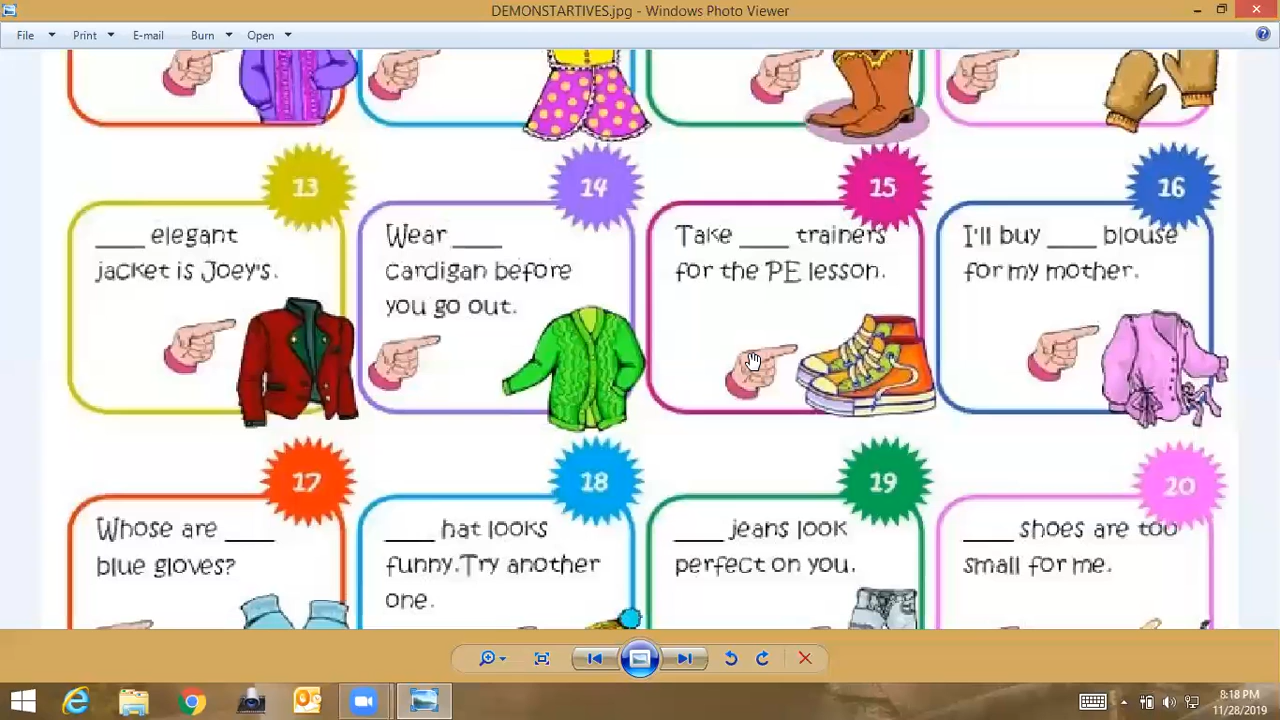 DEMONSTARTIVES.jpg - Windows Photo Viewer
File Print E-mail Burn Open
13
____ elegant
jacket is Joey's.
14
Wear ____
Cardigan before
you go out.
15
Take ____ trainers
for the PE lesson.
16
I'll buy ____ blouse
for my mother.
17
Whose are ____
blue gloves?
18
____ hat looks
funny.Try another
one.
19
____ jeans look
perfect on you.
20
____ shoes are too
small for me.
8:18 PM
11/28/2019